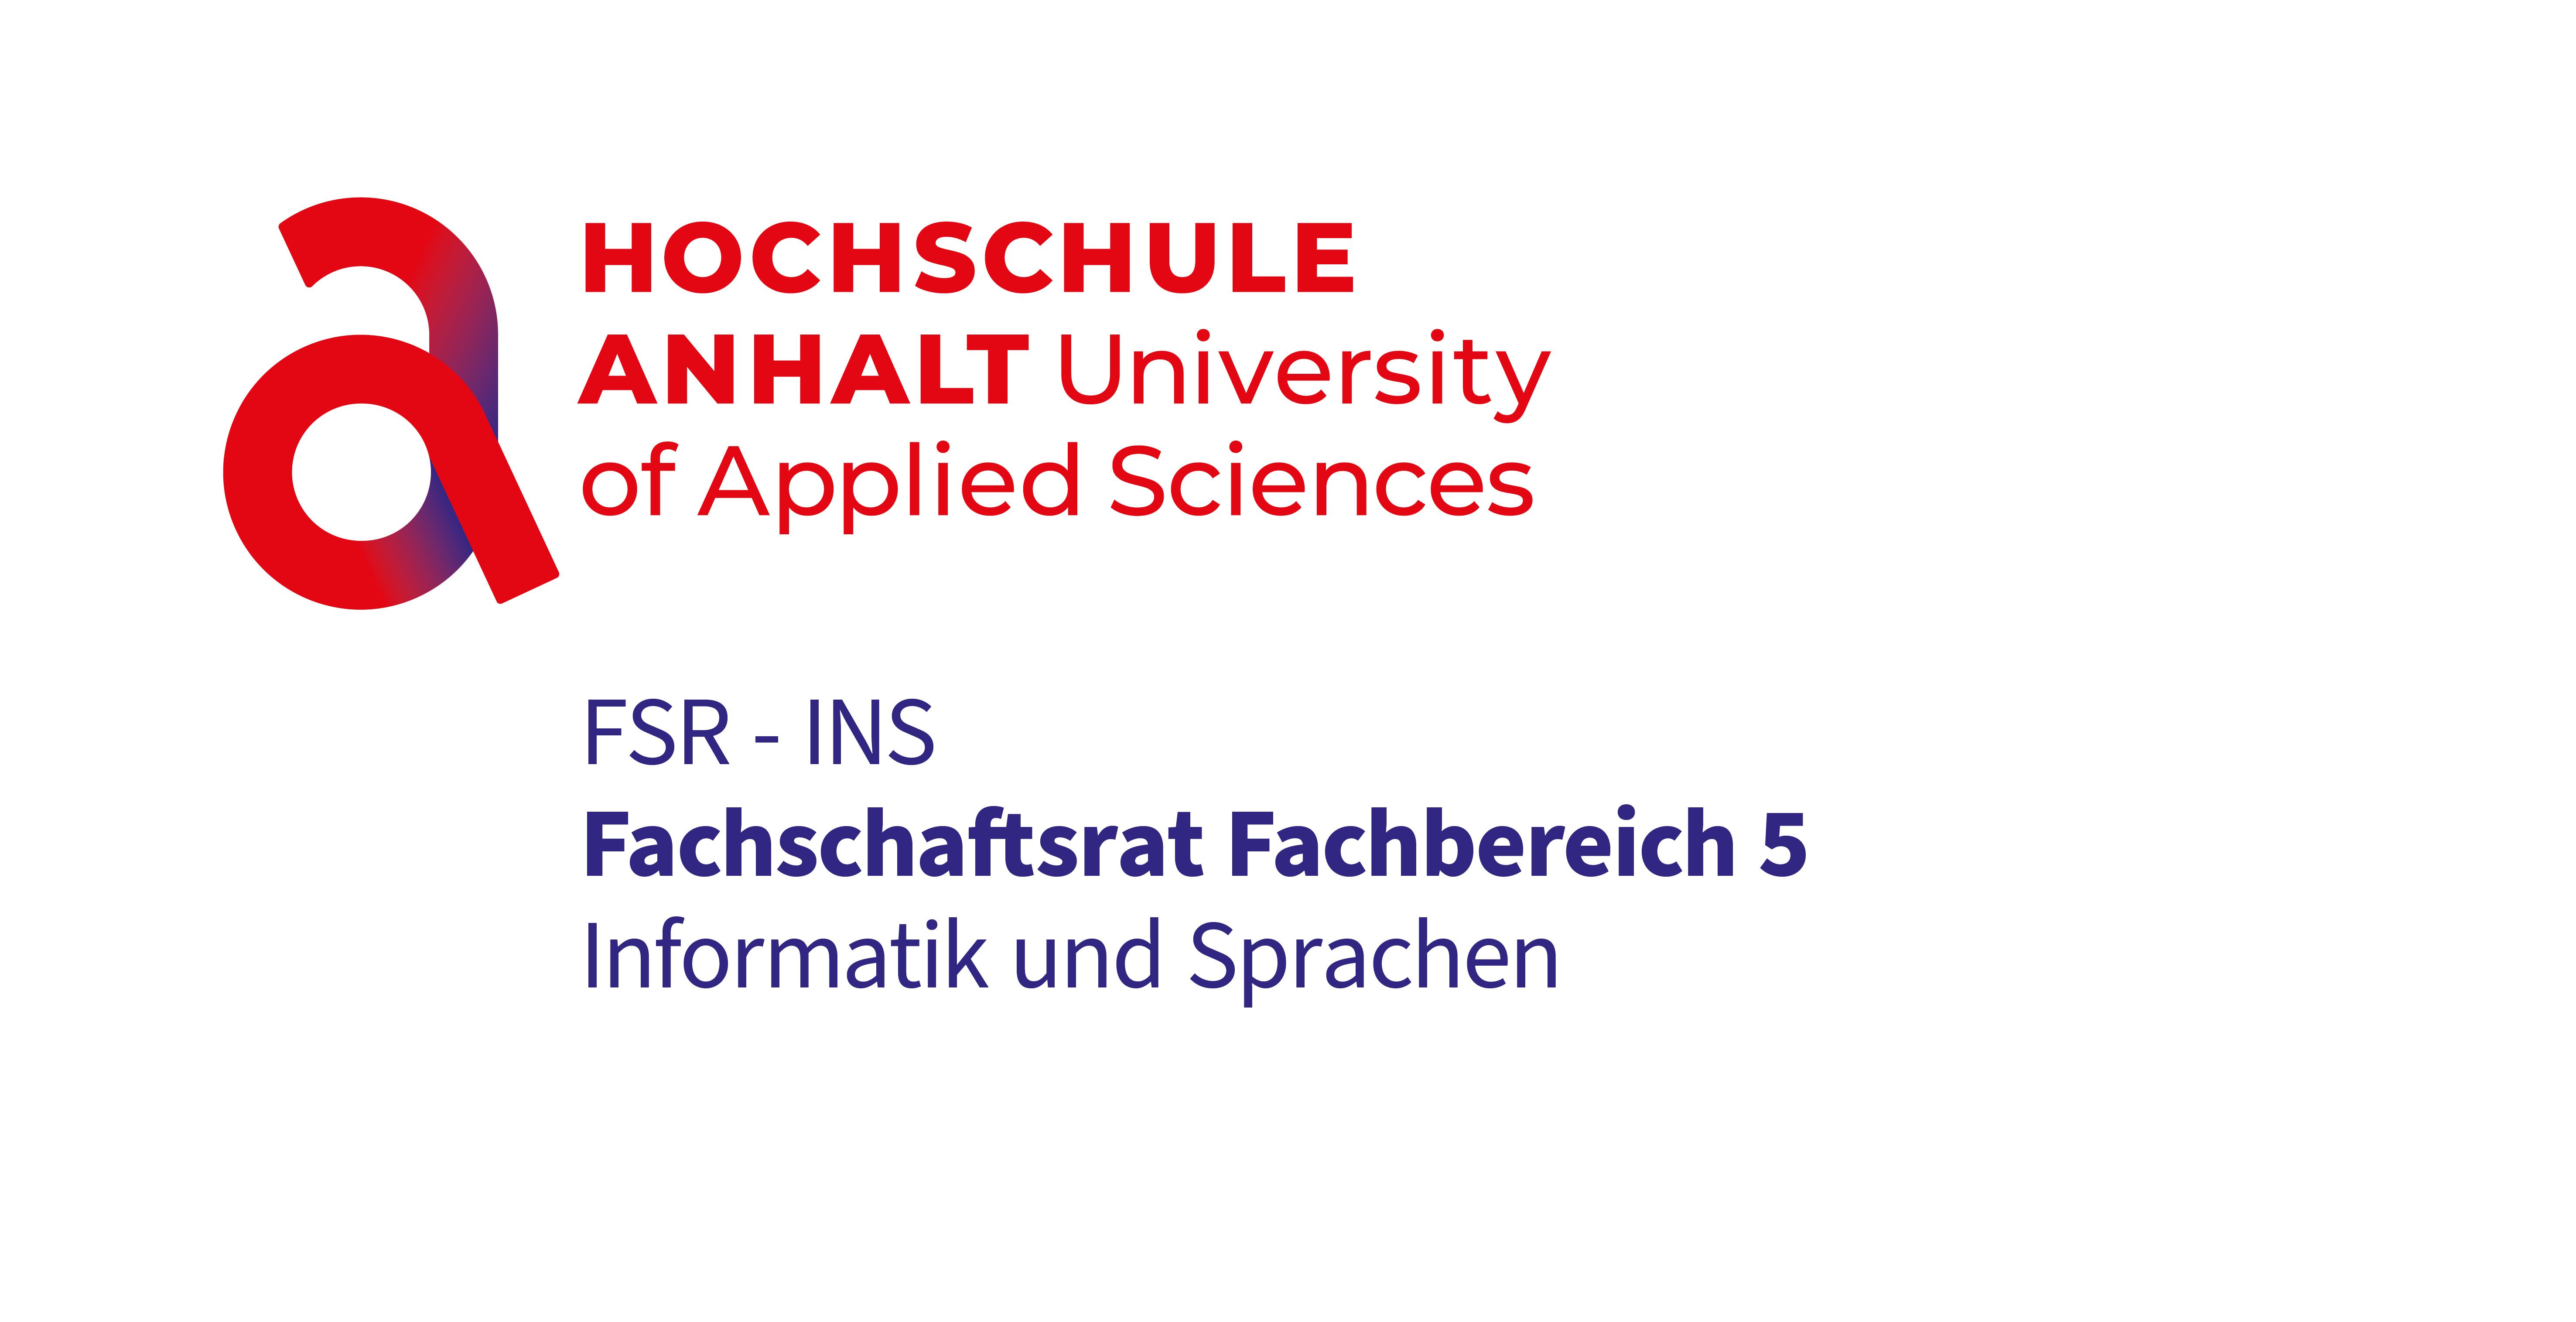 HOCHSCHULE
ANHALT University
of Applied Sciences
FSR - INS
Fachschaftsrat Fachbereich 5
Informatik und Sprachen